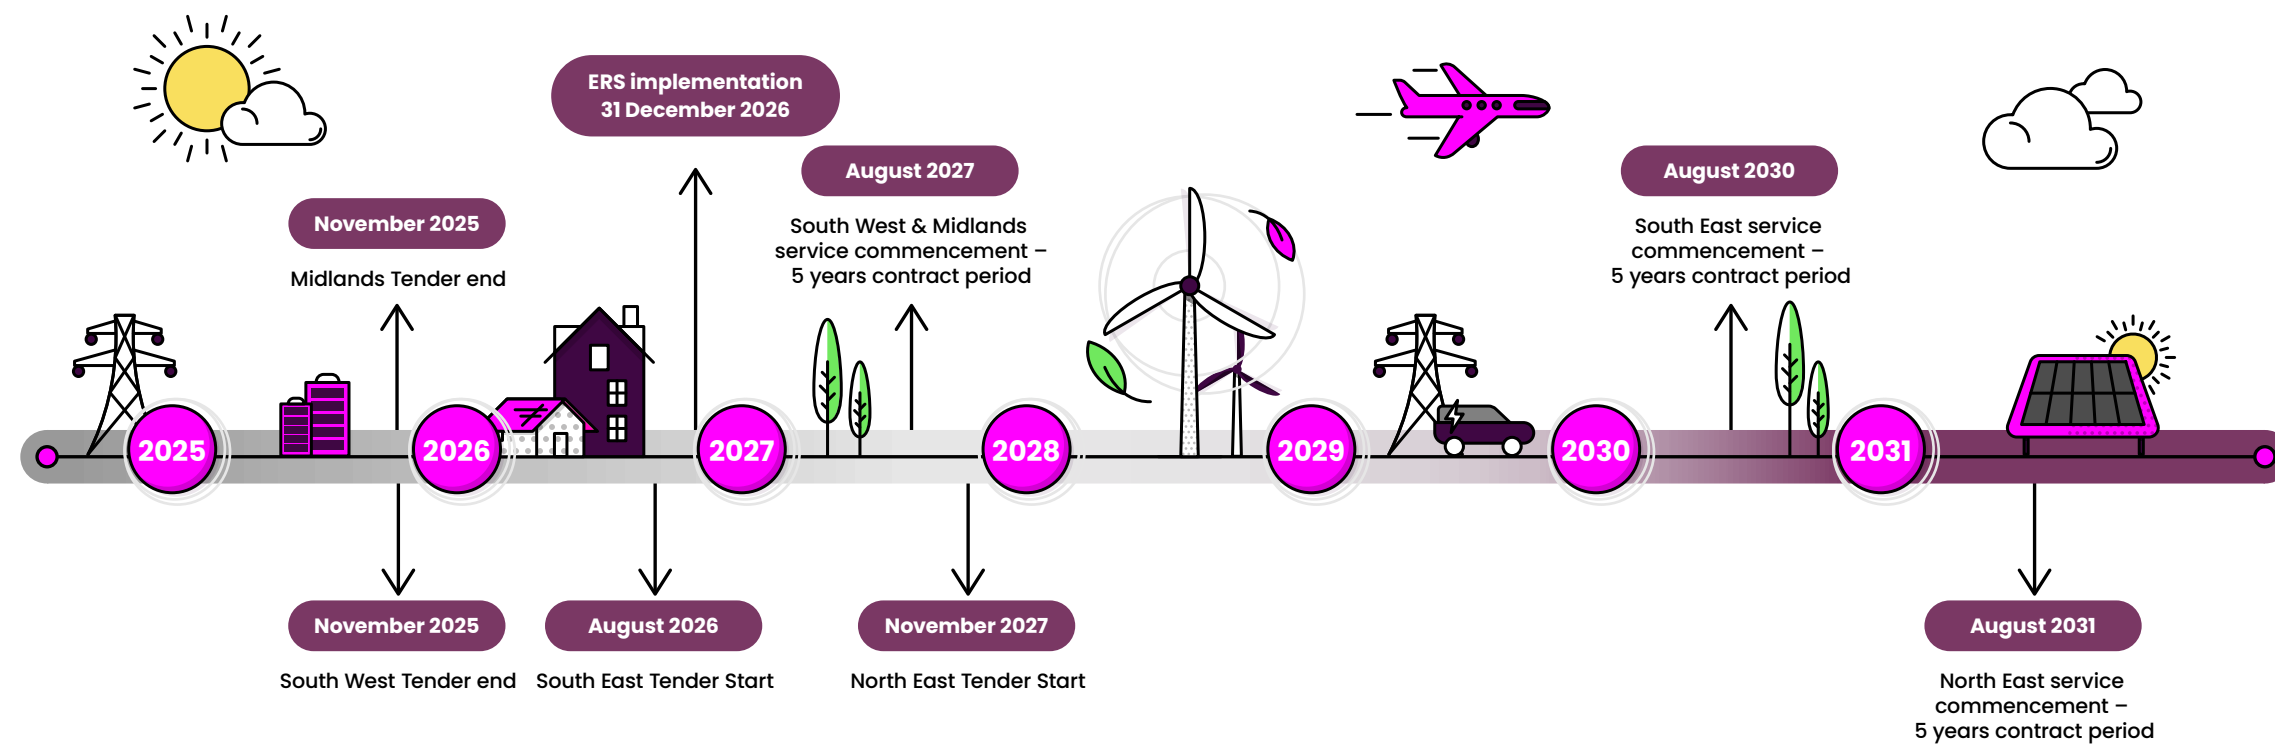 ERS implementation
31 December 2026
August 2027
South West & Midlands
service commencement –
5 years contract period
August 2030
South East service
commencement –
5 years contract period
November 2025
Midlands Tender end
2025
2026
2027
2028
2029
2030
2031
November 2025
South West Tender end
August 2026
South East Tender Start
November 2027
North East Tender Start
August 2031
North East service
commencement –
5 years contract period